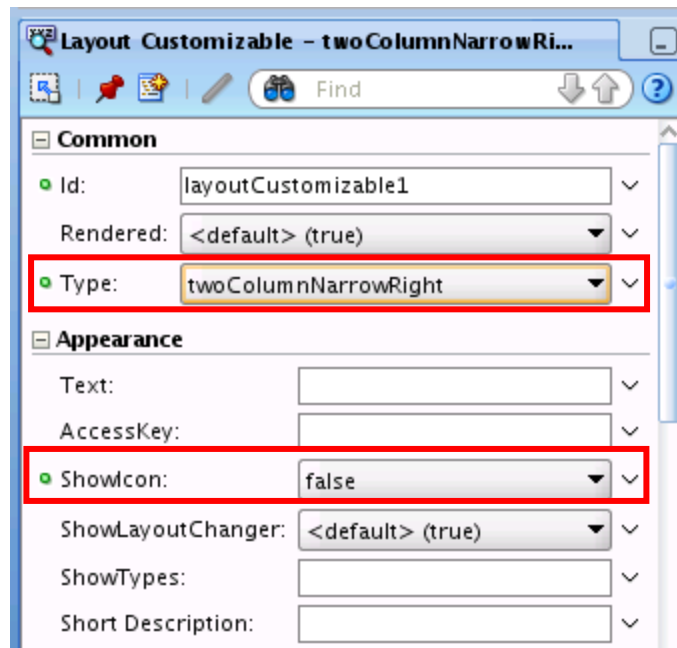 Layout Customizable - twoColumnNarrowRi...
Find
Common
Id: layoutCustomizable1
Rendered: <default> (true)
Type: twoColumnNarrowRight
Appearance
Text:
AccessKey:
ShowIcon: false
ShowLayoutChanger: <default> (true)
ShowTypes:
Short Description: